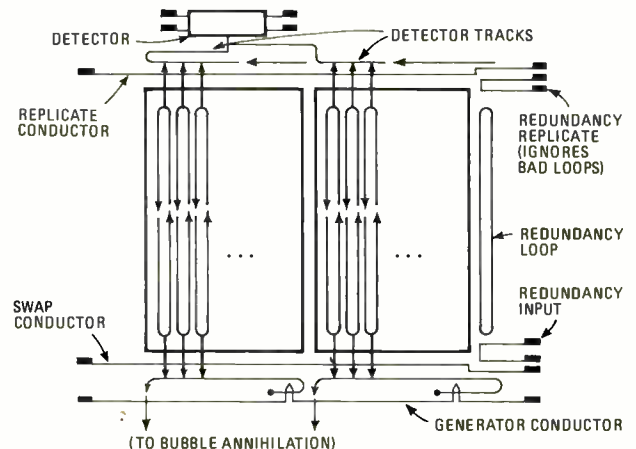 DETECTOR
DETECTOR TRACKS
REPLICATE
CONDUCTOR
REDUNDANCY
REPLICATE
(IGNORES
BAD LOOPS)
REDUNDANCY
LOOP
SWAP
CONDUCTOR
REDUNDANCY
INPUT
GENERATOR CONDUCTOR
(TO BUBBLE ANNIHILATION)